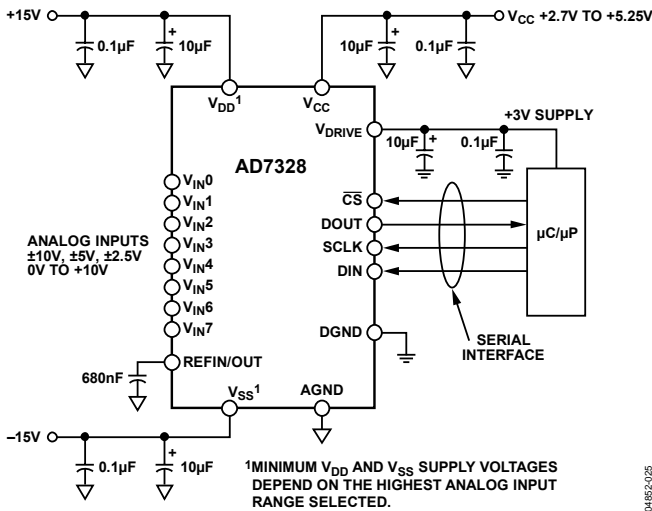 +15V
0.1µF
+
10µF
VDD1
VCC +2.7V TO +5.25V
10µF
+
0.1µF
VCC
+3V SUPPLY
VDRIVE
10µF
+
0.1µF
AD7328
VIN0
VIN1
VIN2
VIN3
VIN4
VIN5
VIN6
VIN7
ANALOG INPUTS
±10V, ±5V, ±2.5V
0V TO +10V
CS
DOUT
SCLK
DIN
µC/µP
DGND
SERIAL
INTERFACE
REFIN/OUT
680nF
VSS1
AGND
–15V
0.1µF
+
10µF
1MINIMUM VDD AND VSS SUPPLY VOLTAGES
DEPEND ON THE HIGHEST ANALOG INPUT
RANGE SELECTED.
04852-025